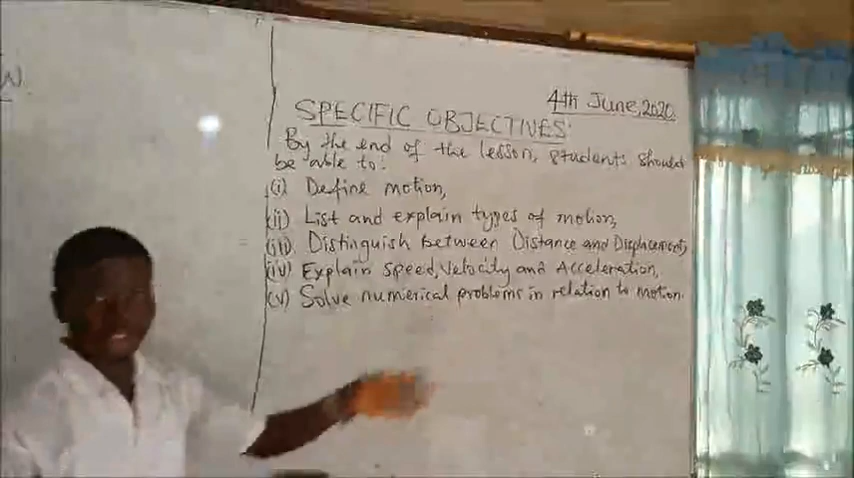 W
4th June, 2020.
SPECIFIC OBJECTIVES:
By the end of the lesson, students should
be able to:
(i) Define motion,
(ii) List and explain types of motion,
(iii) Distinguish between Distance and Displacement,
(iv) Explain speed, velocity and Acceleration,
(v) Solve numerical problems in relation to motion.